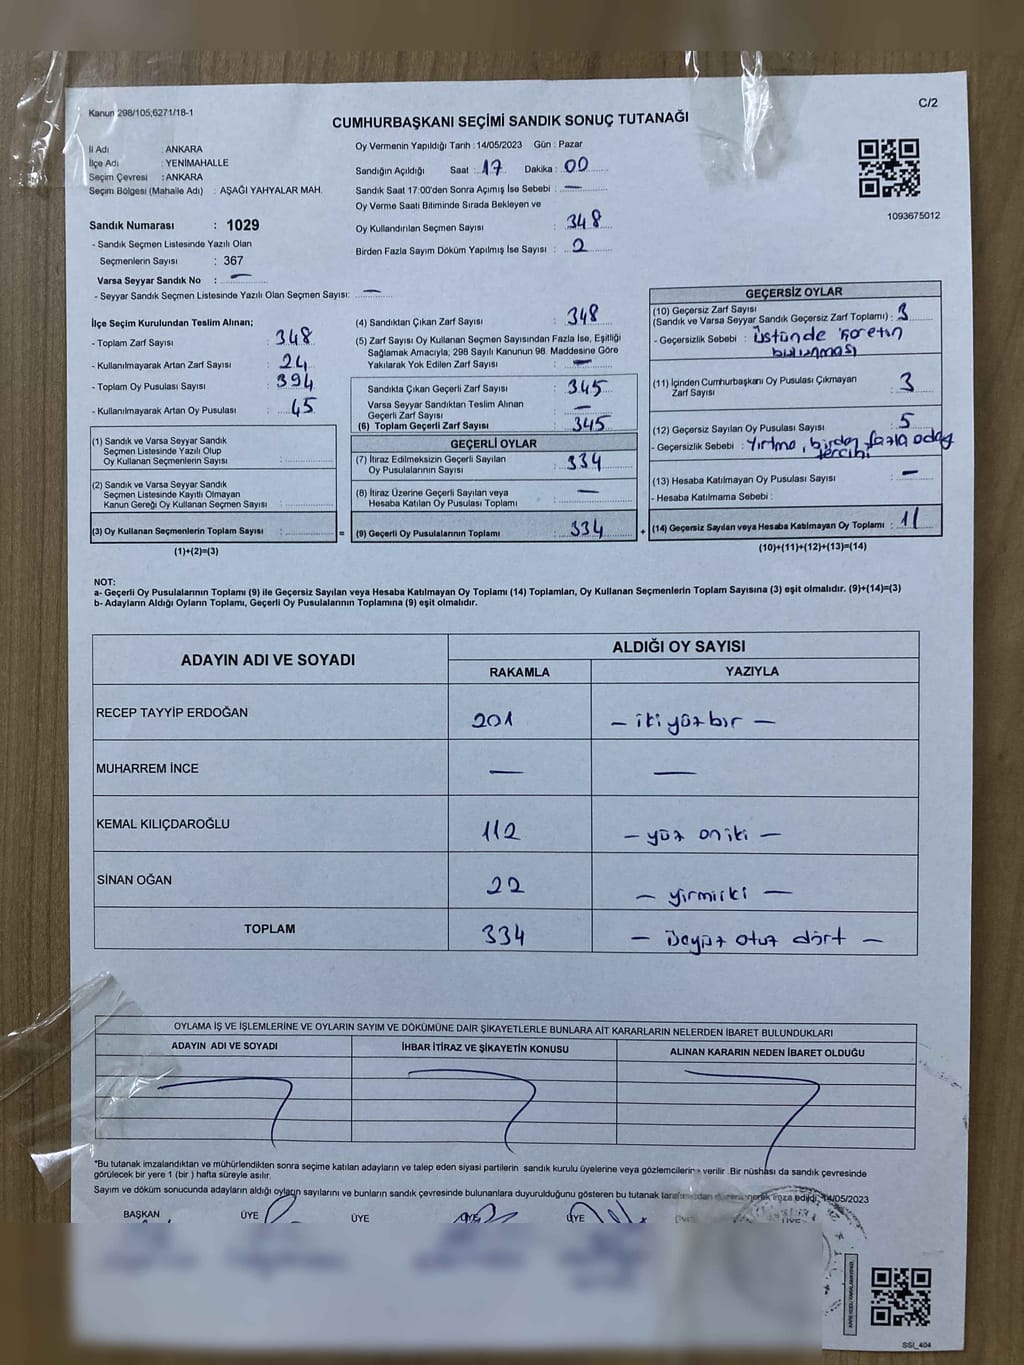 Kanun 298/105;6271/18-1
C/2
CUMHURBAŞKANI SEÇİMİ SANDIK SONUÇ TUTANAĞI
İl Adı : ANKARA
İlçe Adı : YENİMAHALLE
Seçim Çevresi : ANKARA
Seçim Bölgesi (Mahalle Adı) : AŞAĞI YAHYALAR MAH.
Sandık Numarası : 1029
- Sandık Seçmen Listesinde Yazılı Olan
Seçmenlerin Sayısı : 367
Varsa Seyyar Sandık No : —
- Seyyar Sandık Seçmen Listesinde Yazılı Olan Seçmen Sayısı: —
Oy Vermenin Yapıldığı Tarih : 14/05/2023 Gün : Pazar
Sandığın Açıldığı Saat : 17 Dakika : 00
Sandık Saat 17:00'den Sonra Açımış İse Sebebi : —
Oy Verme Saati Bitiminde Sırada Bekleyen ve
Oy Kullandırılan Seçmen Sayısı : 348
Birden Fazla Sayım Döküm Yapılmış İse Sayısı : 2
1093675012
İlçe Seçim Kurulundan Teslim Alınan;
- Toplam Zarf Sayısı : 348
- Kullanılmayarak Artan Zarf Sayısı : 24
- Toplam Oy Pusulası Sayısı : 394
- Kullanılmayarak Artan Oy Pusulası : 45
(1) Sandık ve Varsa Seyyar Sandık
Seçmen Listesinde Yazılı Olup
Oy Kullanan Seçmenlerin Sayısı :
(2) Sandık ve Varsa Seyyar Sandık
Seçmen Listesinde Kayıtlı Olmayan
Kanun Gereği Oy Kullanan Seçmen Sayısı :
(3) Oy Kullanan Seçmenlerin Toplam Sayısı : =
(1)+(2)=(3)
(4) Sandıktan Çıkan Zarf Sayısı : 348
(5) Zarf Sayısı Oy Kullanan Seçmen Sayısından Fazla İse, Eşitliği
Sağlamak Amacıyla; 298 Sayılı Kanunun 98. Maddesine Göre
Yakılarak Yok Edilen Zarf Sayısı : —
Sandıkta Çıkan Geçerli Zarf Sayısı : 345
Varsa Seyyar Sandıktan Teslim Alınan
Geçerli Zarf Sayısı : —
(6) Toplam Geçerli Zarf Sayısı : 345
GEÇERLİ OYLAR
(7) İtiraz Edilmeksizin Geçerli Sayılan
Oy Pusulalarının Sayısı : 334
(8) İtiraz Üzerine Geçerli Sayılan veya
Hesaba Katılan Oy Pusulası Toplamı : —
(9) Geçerli Oy Pusulalarının Toplamı : 334 +
GEÇERSİZ OYLAR
(10) Geçersiz Zarf Sayısı
(Sandık ve Varsa Seyyar Sandık Geçersiz Zarf Toplamı) : 3
- Geçersizlik Sebebi : üstünde işaretin
bulunması
(11) İçinden Cumhurbaşkanı Oy Pusulası Çıkmayan
Zarf Sayısı : 3
(12) Geçersiz Sayılan Oy Pusulası Sayısı : 5
- Geçersizlik Sebebi : Yırtma, birden fazla aday
tercihi
(13) Hesaba Katılmayan Oy Pusulası Sayısı : —
- Hesaba Katılmama Sebebi :
(14) Geçersiz Sayılan veya Hesaba Katılmayan Oy Toplamı : 11
(10)+(11)+(12)+(13)=(14)
NOT:
a- Geçerli Oy Pusulalarının Toplamı (9) ile Geçersiz Sayılan veya Hesaba Katılmayan Oy Toplamı (14) Toplamları, Oy Kullanan Seçmenlerin Toplam Sayısına (3) eşit olmalıdır. (9)+(14)=(3)
b- Adayların Aldığı Oyların Toplamı, Geçerli Oy Pusulalarının Toplamına (9) eşit olmalıdır.
ADAYIN ADI VE SOYADI
ALDIĞI OY SAYISI
RAKAMLA YAZIYLA
RECEP TAYYİP ERDOĞAN 201 — iki yüz bir —
MUHARREM İNCE — —
KEMAL KILIÇDAROĞLU 112 — yüz on iki —
SİNAN OĞAN 22 — yirmiiki —
TOPLAM 334 — üçyüz otuz dört —
OYLAMA İŞ VE İŞLEMLERİNE VE OYLARIN SAYIM VE DÖKÜMÜNE DAİR ŞİKAYETLERLE BUNLARA AİT KARARLARIN NELERDEN İBARET BULUNDUKLARI
ADAYIN ADI VE SOYADI İHBAR İTİRAZ VE ŞİKAYETİN KONUSU ALINAN KARARIN NEDEN İBARET OLDUĞU
*Bu tutanak imzalandıktan ve mühürlendikten sonra seçime katılan adayların ve talep eden siyasi partilerin sandık kurulu üyelerine veya gözlemcilerine verilir. Bir nüshası da sandık çevresinde
görülecek bir yere 1 (bir ) hafta süreyle asılır.
Sayım ve döküm sonucunda adayların aldığı oyların sayılarını ve bunların sandık çevresinde bulunanlara duyurulduğunu gösteren bu tutanak imza edildi. 14/05/2023
BAŞKAN ÜYE ÜYE ÜYE ÜYE ÜYE
SSI_404